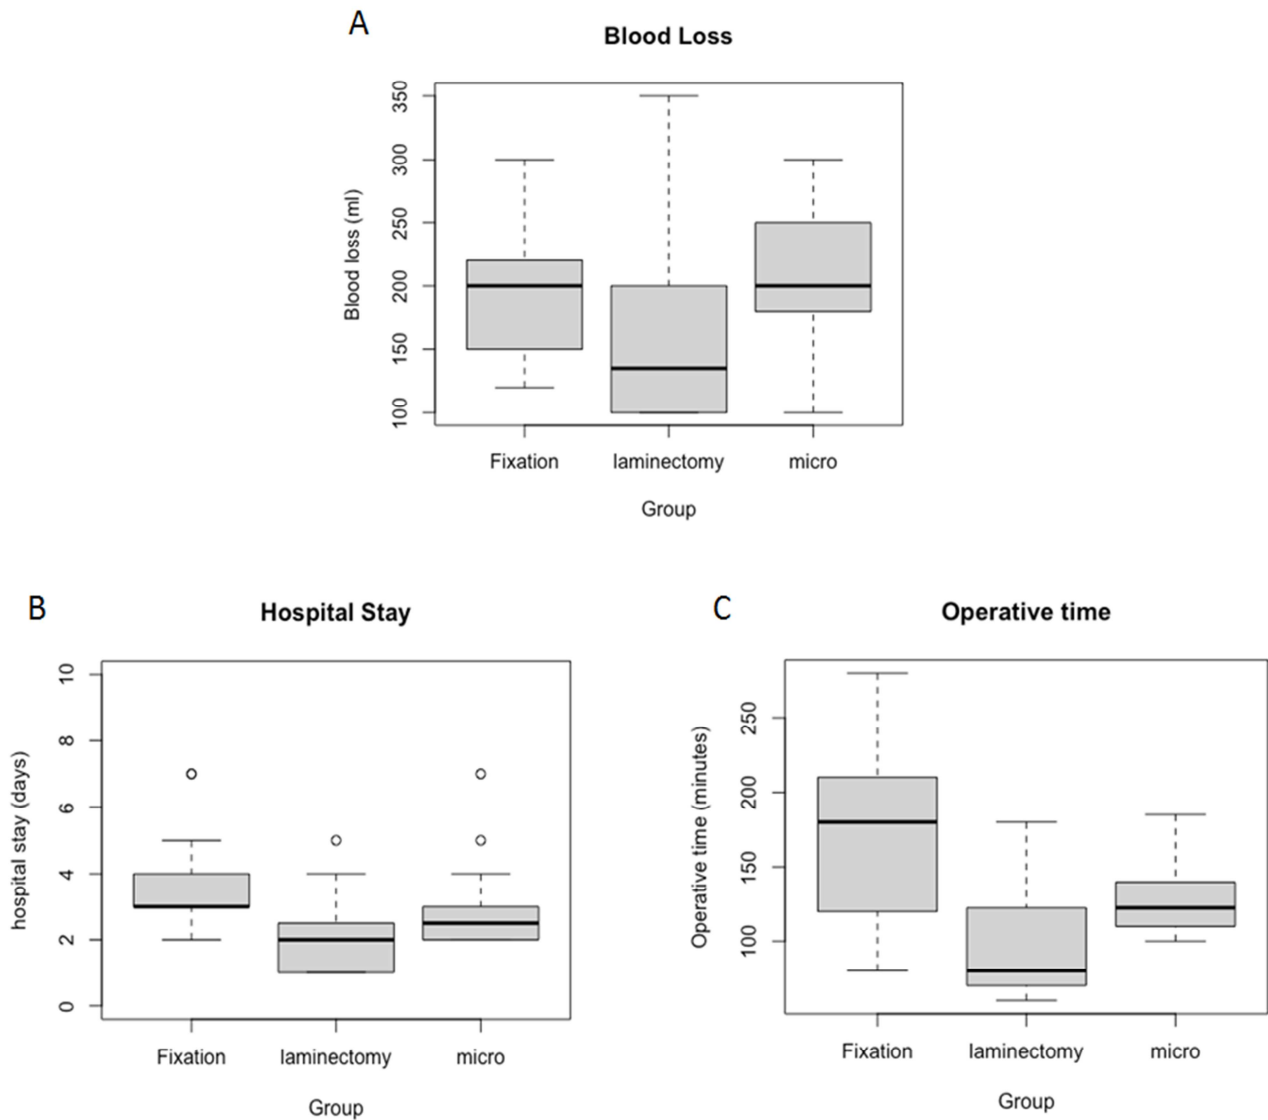 A
Blood Loss
Blood loss (ml)
350
300
250
200
150
100
Fixation laminectomy micro
Group
B
Hospital Stay
hospital stay (days)
10
8
6
4
2
0
Fixation laminectomy micro
Group
C
Operative time
Operative time (minutes)
250
200
150
100
Fixation laminectomy micro
Group